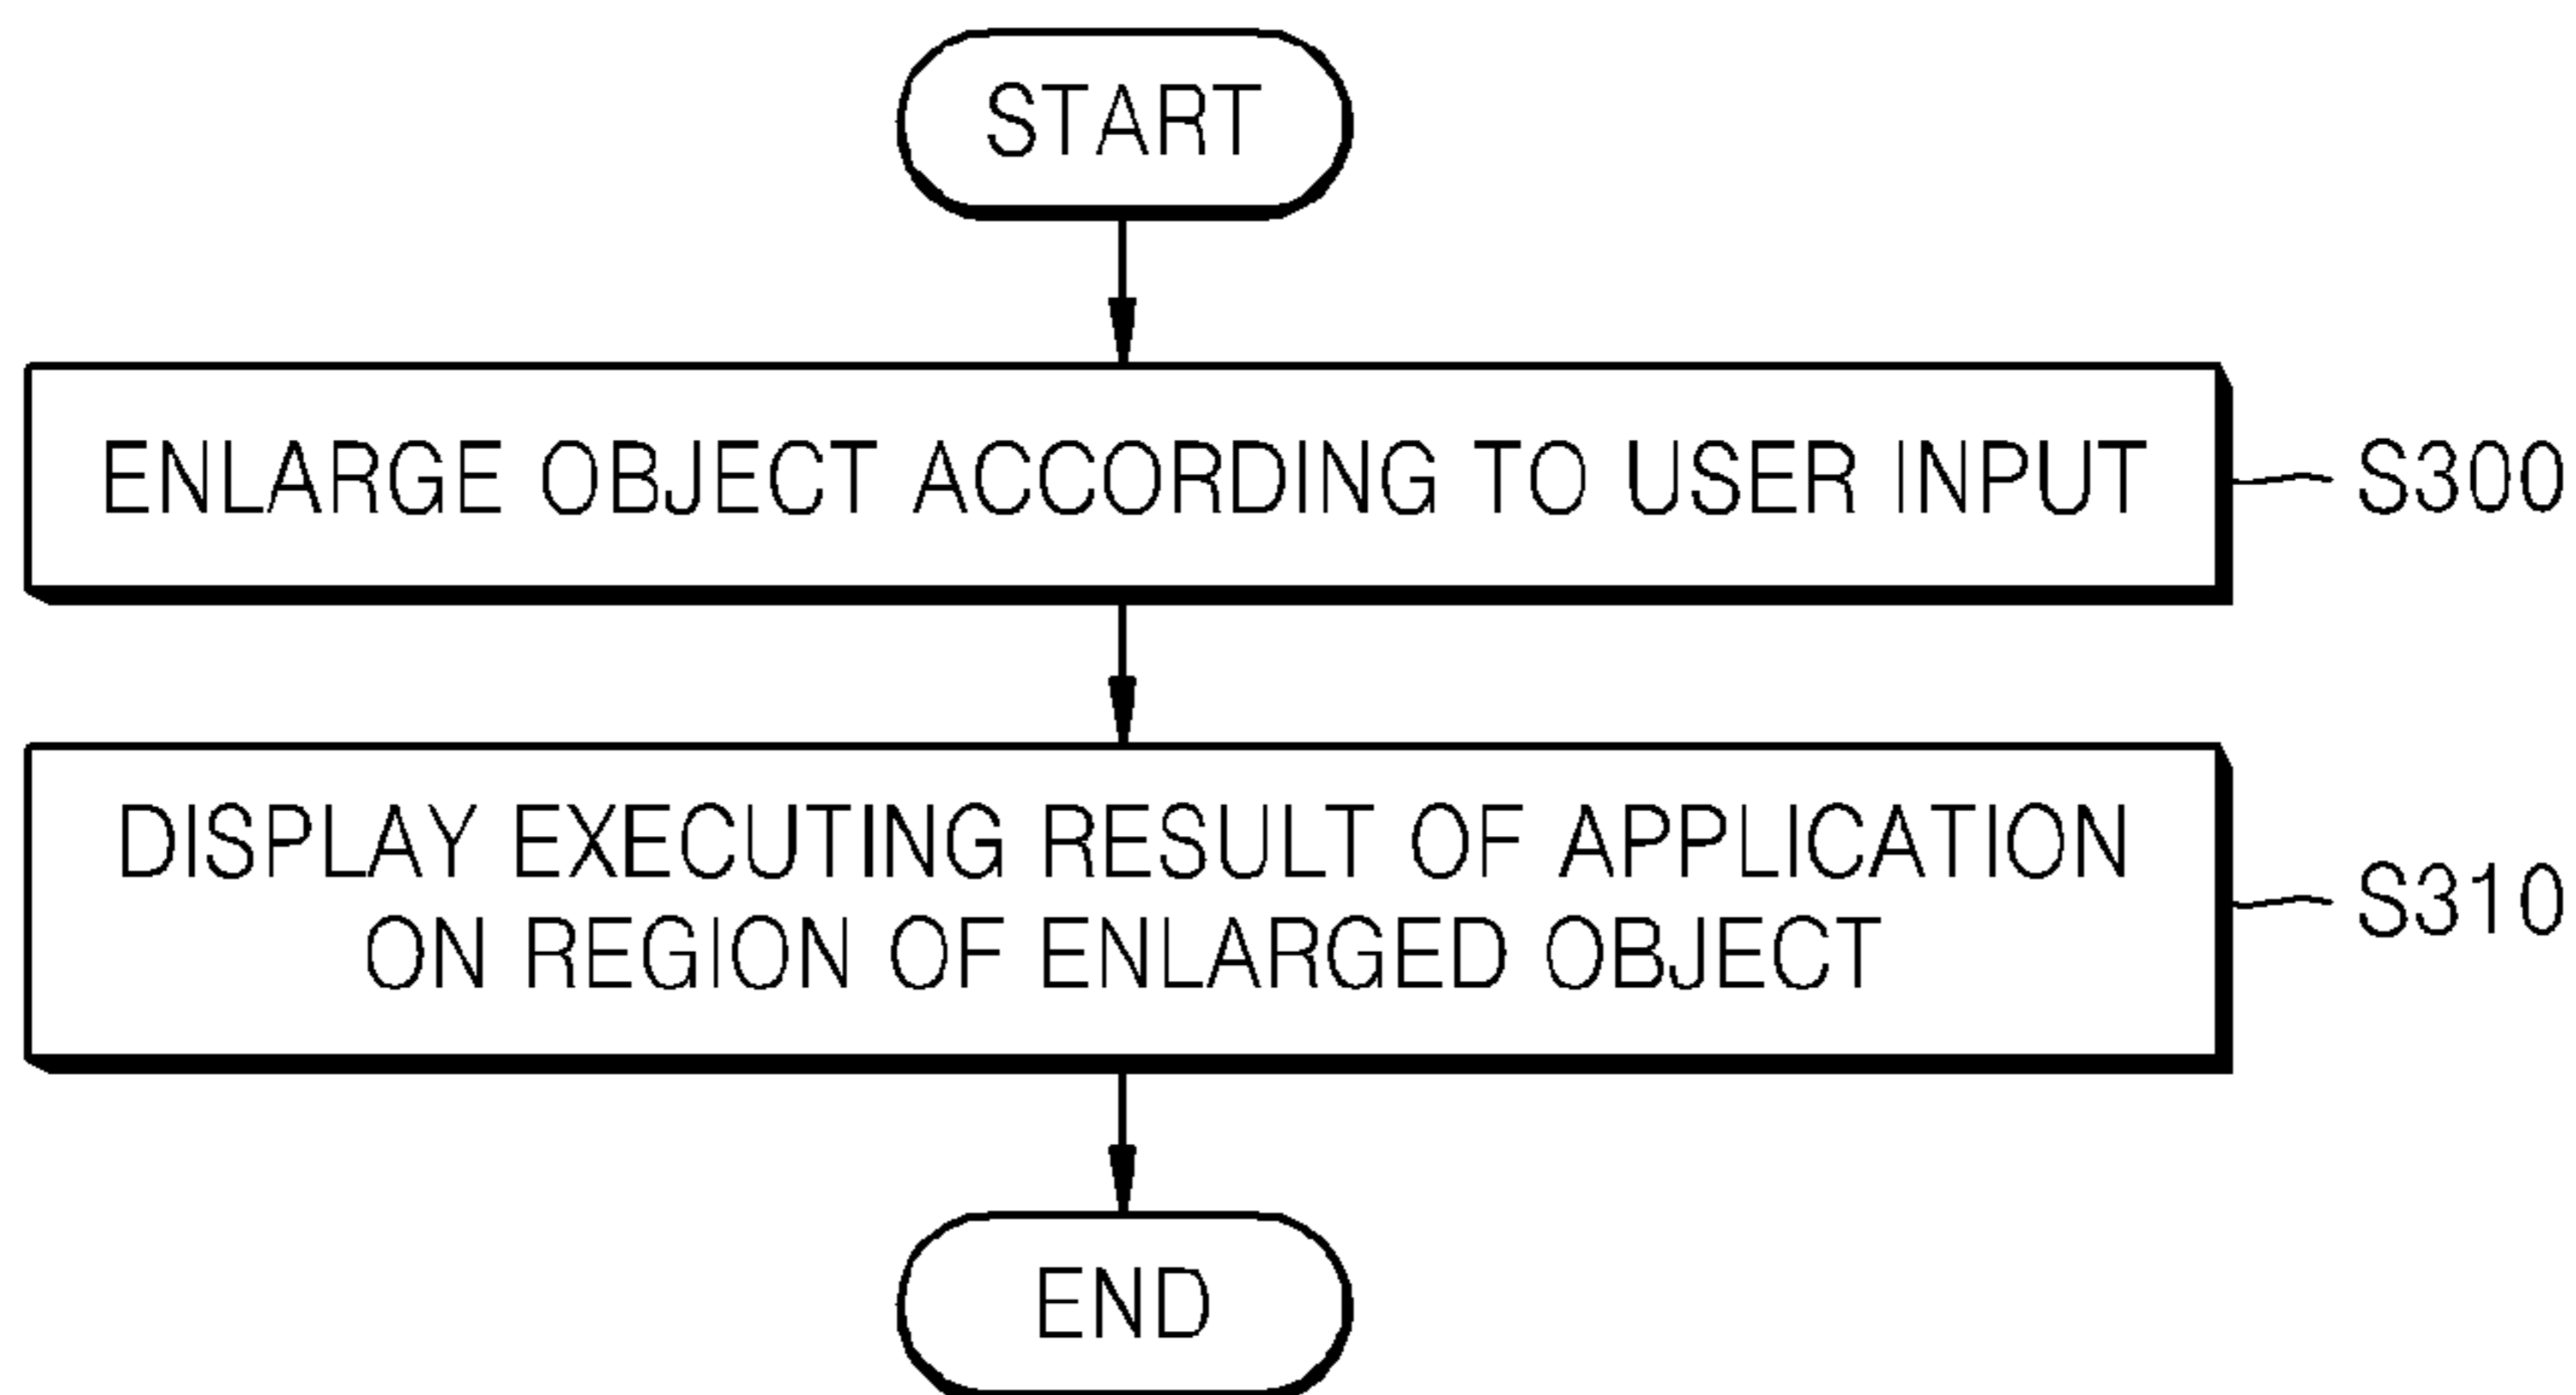 START
ENLARGE OBJECT ACCORDING TO USER INPUT
S300
DISPLAY EXECUTING RESULT OF APPLICATION
ON REGION OF ENLARGED OBJECT
S310
END